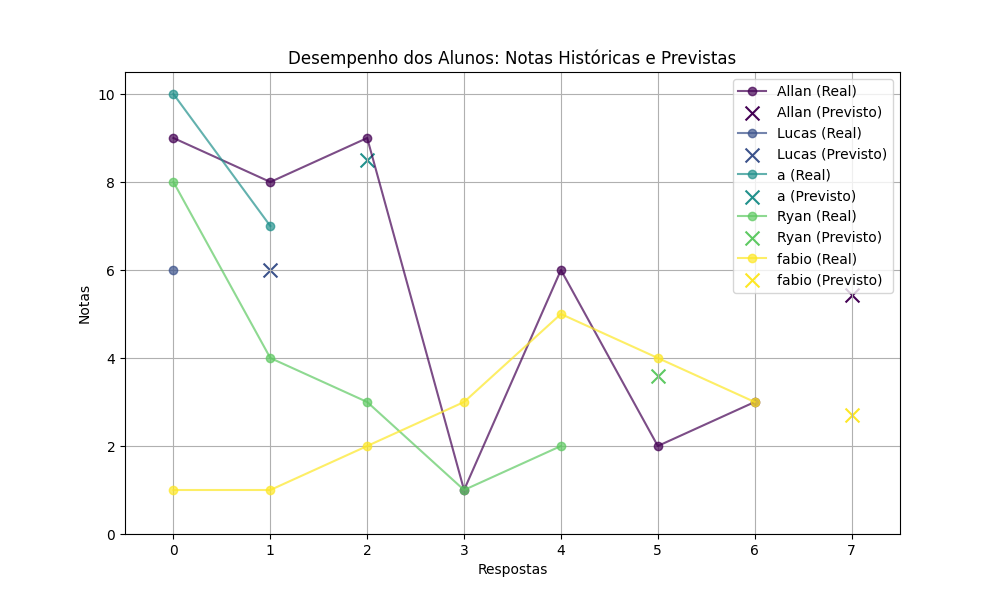 Desempenho dos Alunos: Notas Históricas e Previstas
Allan (Real)
Allan (Previsto)
Lucas (Real)
Lucas (Previsto)
a (Real)
a (Previsto)
Ryan (Real)
Ryan (Previsto)
fabio (Real)
fabio (Previsto)
10
8
6
4
2
0
Notas
0 1 2 3 4 5 6 7
Respostas